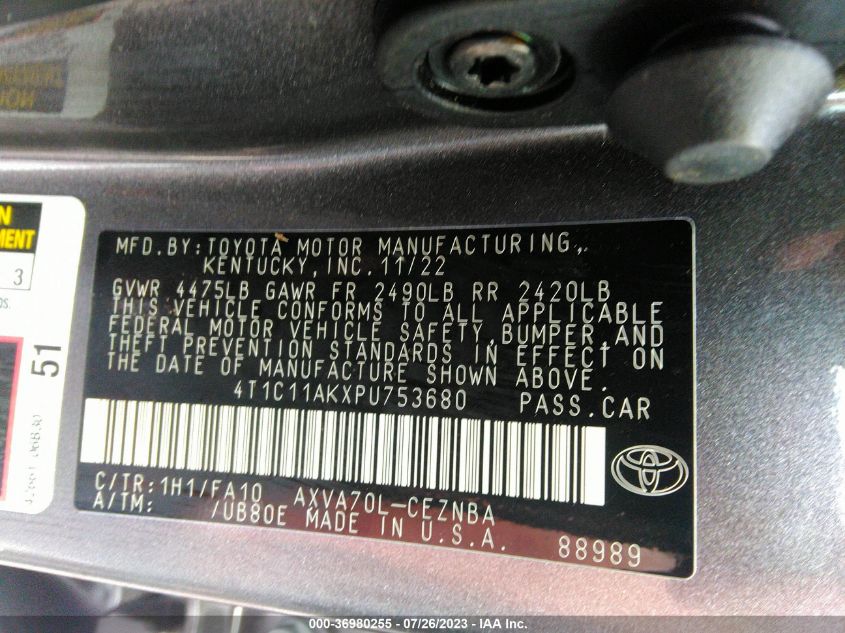 N
MENT
3
DS.
51
MFD.BY:TOYOTA MOTOR MANUFACTURING,
KENTUCKY,INC.11/22
GVWR 4475LB GAWR FR 2490LB RR 2420LB
THIS VEHICLE CONFORMS TO ALL APPLICABLE
FEDERAL MOTOR VEHICLE SAFETY,BUMPER,AND
THEFT PREVENTION STANDARDS IN EFFECT ON
THE DATE OF MANUFACTURE SHOWN ABOVE.
4T1C11AKXPU753680 PASS.CAR
C/TR:1H1/FA10 AXVA70L-CEZNBA
A/TM: /UB80E MADE IN U.S.A. 88989
000-36980255 - 07/26/2023 - IAA Inc.